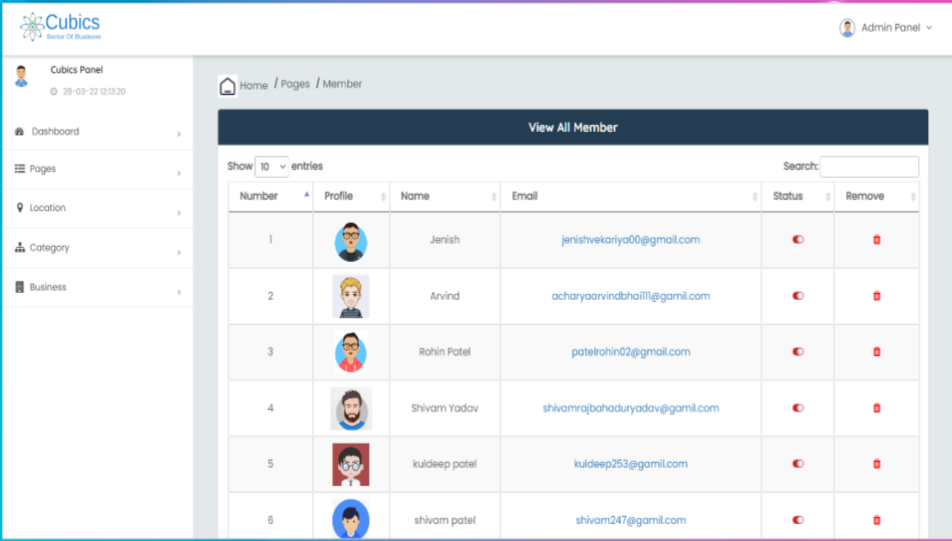 Cubics
Sector Of Business
Admin Panel
Cubics Panel
28-03-22 12:13:20
Dashboard
Pages
Location
Category
Business
Home / Pages / Member
View All Member
Show 10 entries
Search:
Number Profile Name Email Status Remove
1 Jenish jenishvekariya00@gmail.com
2 Arvind acharyaarvindbhai111@gamil.com
3 Rohin Patel patelrohin02@gmail.com
4 Shivam Yadav shivamrajbahaduryadav@gamil.com
5 kuldeep patel kuldeep253@gamil.com
6 shivam patel shivam247@gamil.com